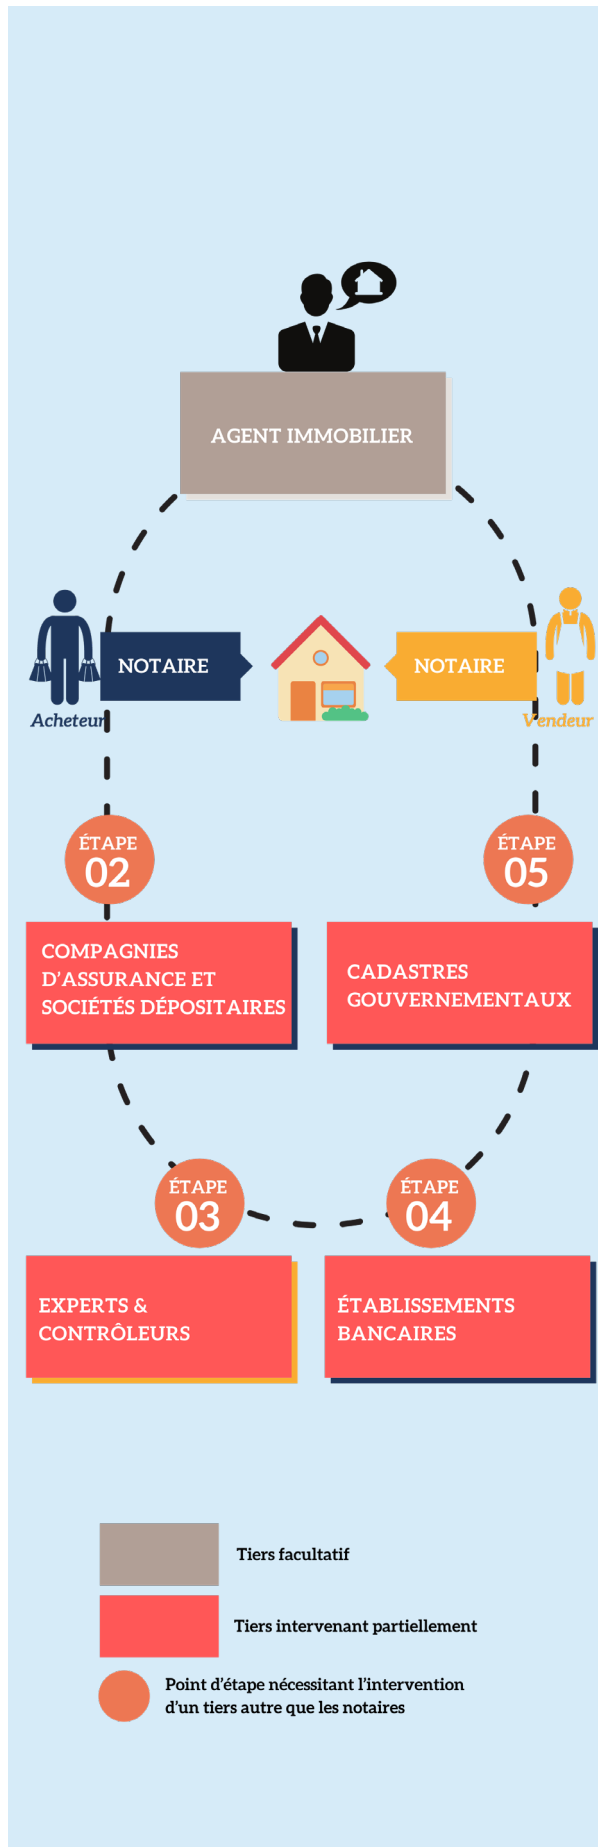 AGENT IMMOBILIER
NOTAIRE
NOTAIRE
Acheteur
Vendeur
ÉTAPE
02
ÉTAPE
05
COMPAGNIES
D'ASSURANCE ET
SOCIÉTÉS DÉPOSITAIRES
CADASTRES
GOUVERNEMENTAUX
ÉTAPE
03
ÉTAPE
04
EXPERTS &
CONTRÔLEURS
ÉTABLISSEMENTS
BANCAIRES
Tiers facultatif
Tiers intervenant partiellement
Point d'étape nécessitant l'intervention
d'un tiers autre que les notaires